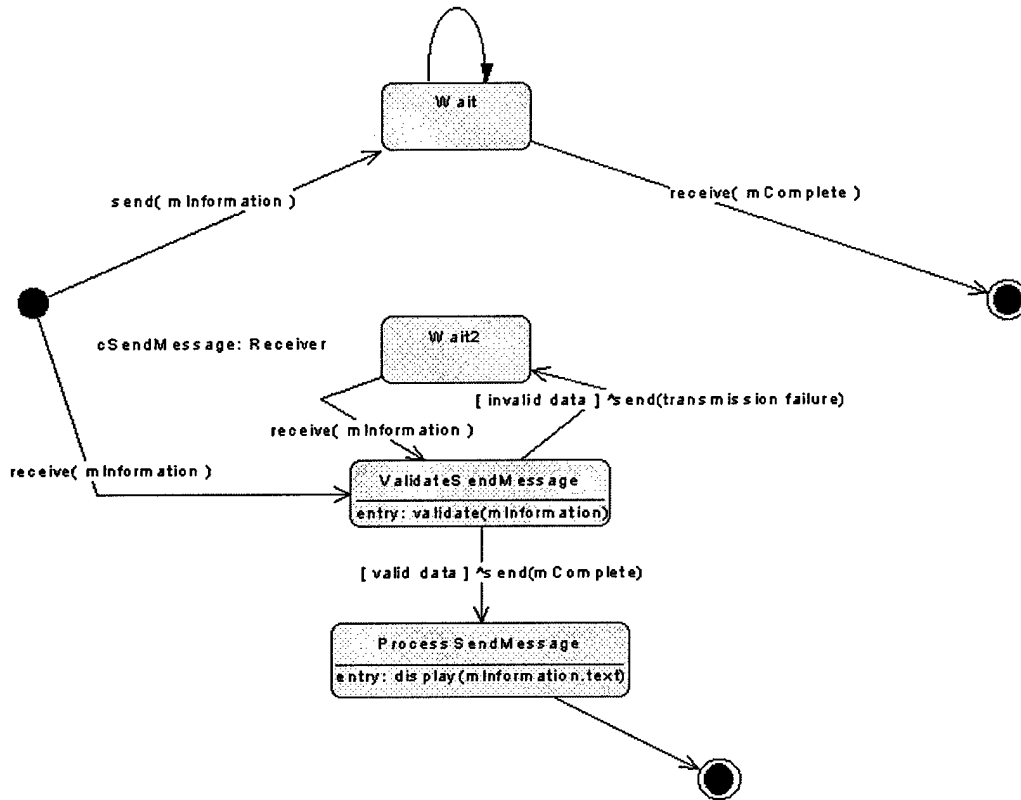 Wait
send( mInformation )
receive( mComplete )
cSendMessage: Receiver
Wait2
[ invalid data ] ^send(transmission failure)
receive( mInformation )
receive( mInformation )
ValidateSendMessage
entry: validate(mInformation)
[ valid data ] ^send(mComplete)
ProcessSendMessage
entry: display(mInformation.text)